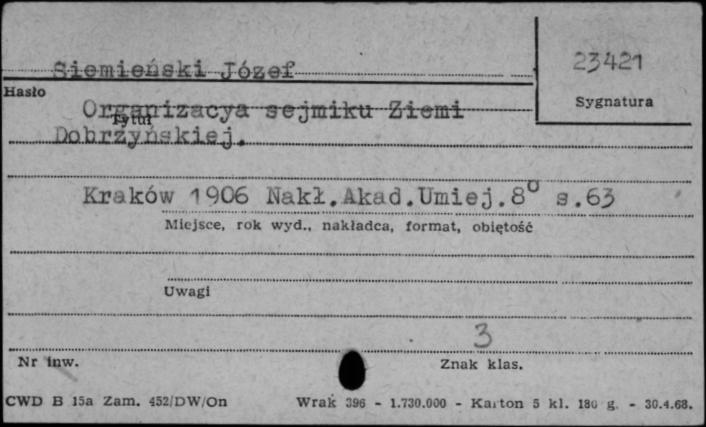 Siemieński Józef
23421
Hasło
Sygnatura
Organizacya sejmiku Ziemi
Tytuł
Dobrzyńskiej.
Kraków 1906 Nakł.Akad.Umiej.8° s.63
Miejsce, rok wyd., nakładca, format, objętość
Uwagi
3
Nr inw.
Znak klas.
CWD B 15a Zam. 452/DW/On Wrak 396 - 1.730.000 - Karton 5 kl. 180 g. - 30.4.68.